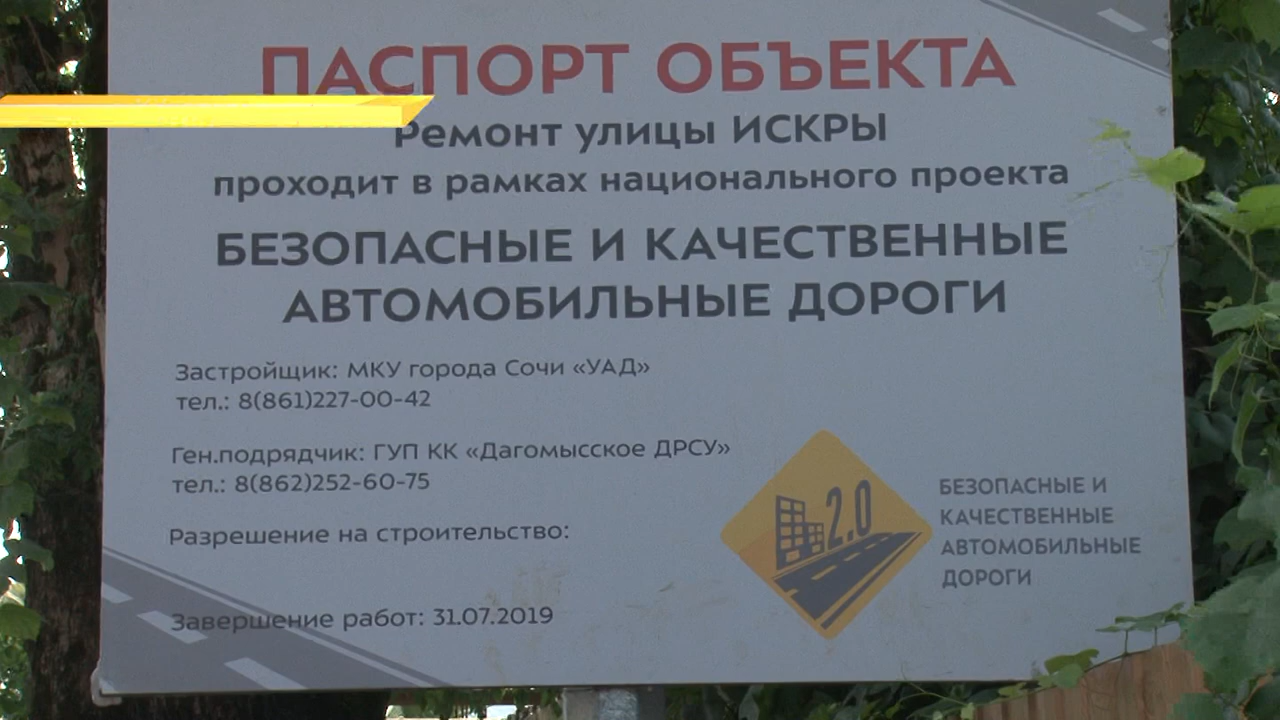 ПАСПОРТ ОБЪЕКТА
Ремонт улицы ИСКРЫ
проходит в рамках национального проекта
БЕЗОПАСНЫЕ И КАЧЕСТВЕННЫЕ
АВТОМОБИЛЬНЫЕ ДОРОГИ
Застройщик: МКУ города Сочи «УАД»
тел.: 8(861)227-00-42
Ген.подрядчик: ГУП КК «Дагомысское ДРСУ»
тел.: 8(862)252-60-75
Разрешение на строительство:
Завершение работ: 31.07.2019
2.0
БЕЗОПАСНЫЕ И
КАЧЕСТВЕННЫЕ
АВТОМОБИЛЬНЫЕ
ДОРОГИ